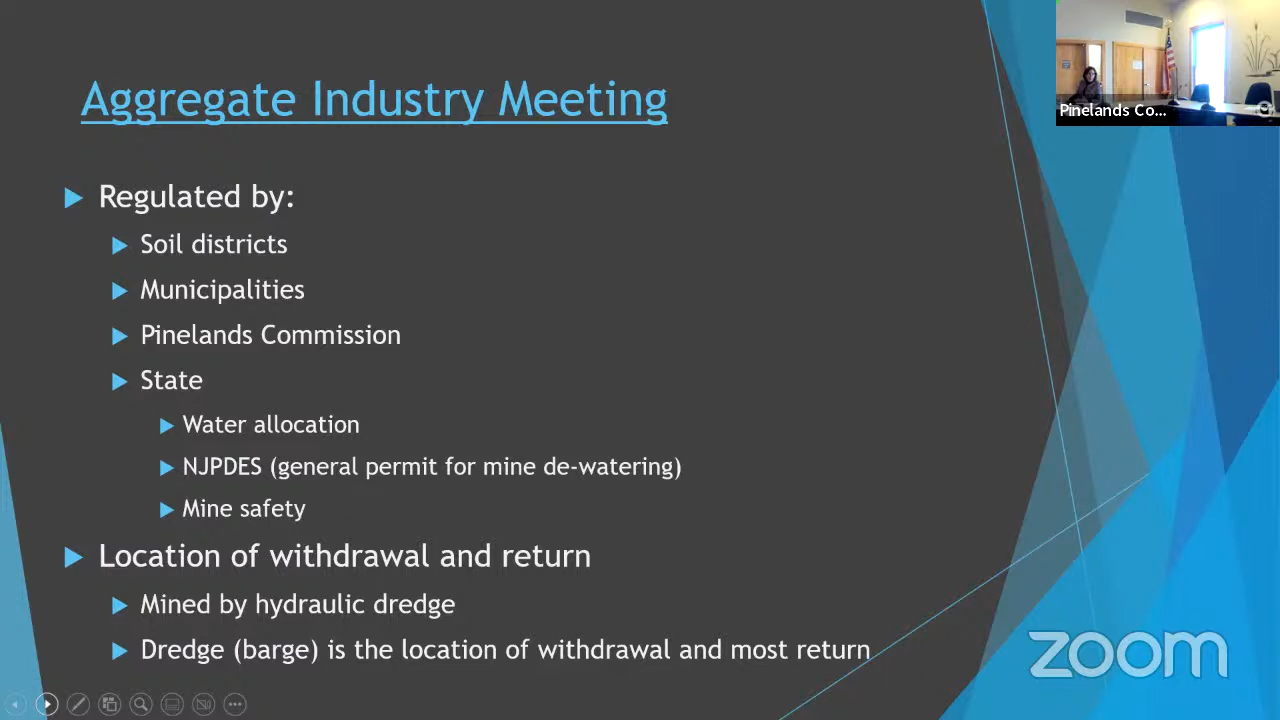 Aggregate Industry Meeting
Regulated by:
Soil districts
Municipalities
Pinelands Commission
State
Water allocation
NJPDES (general permit for mine de-watering)
Mine safety
Location of withdrawal and return
Mined by hydraulic dredge
Dredge (barge) is the location of withdrawal and most return
Pinelands Co...
zoom